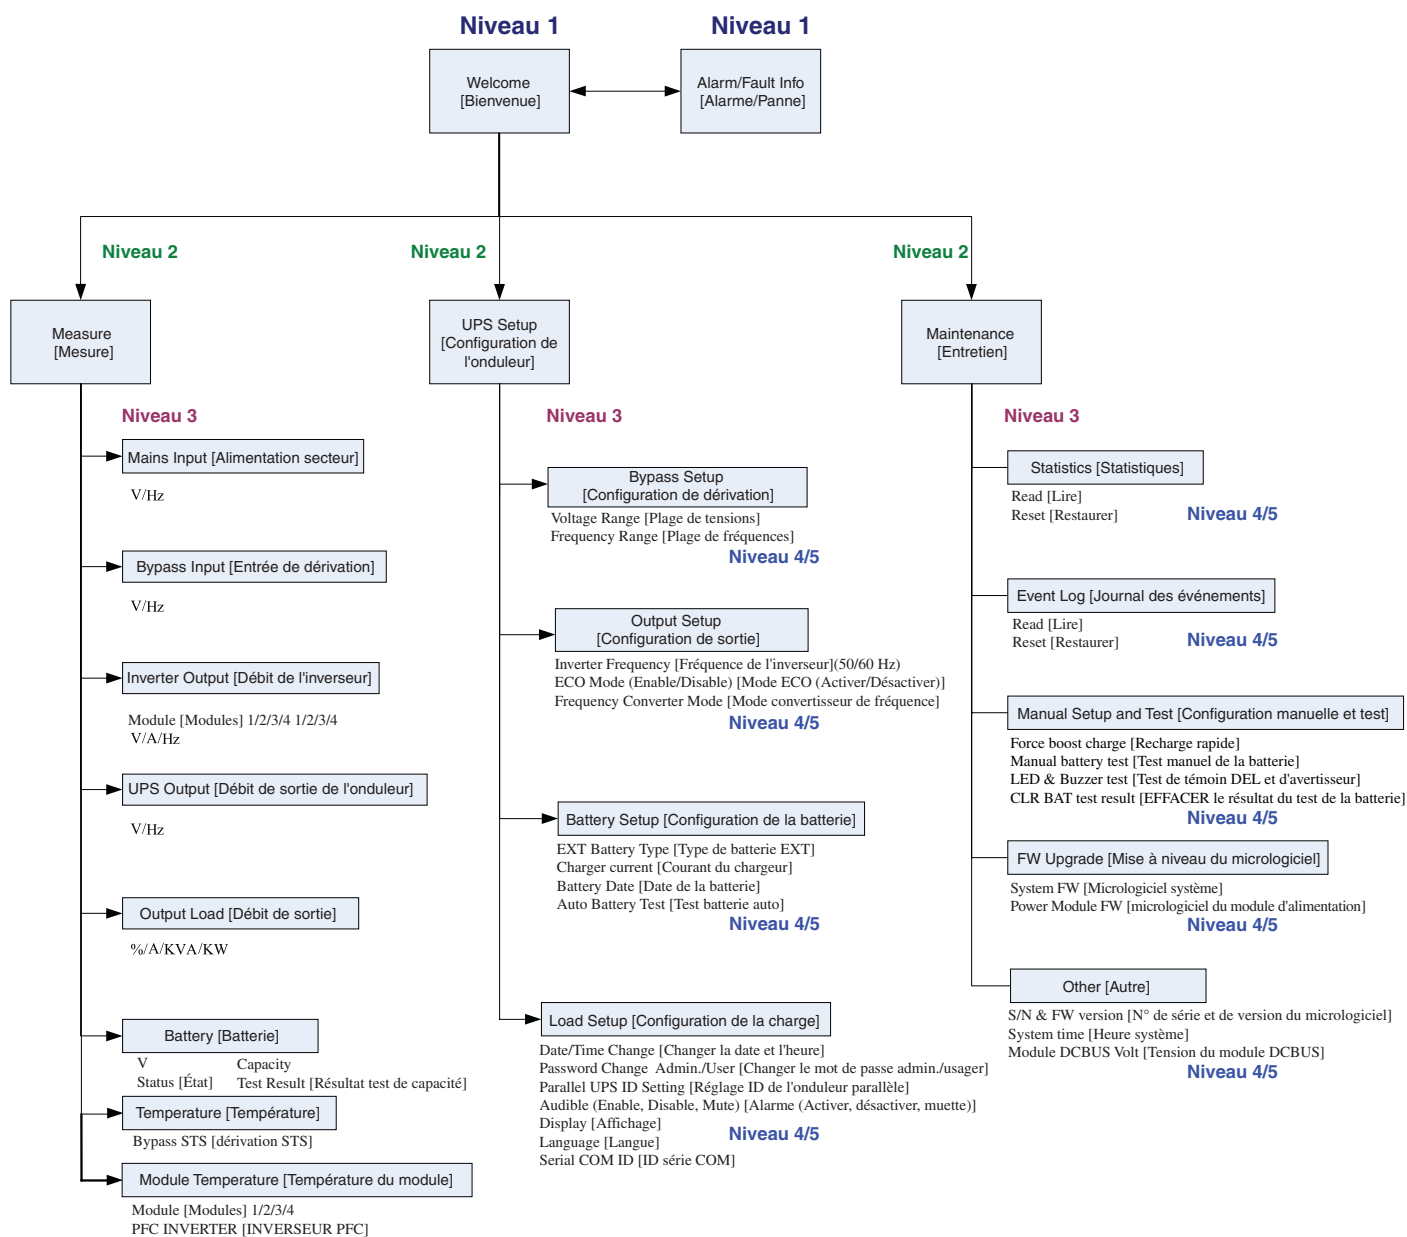 Niveau 1
Niveau 1
Welcome
[Bienvenue]
Alarm/Fault Info
[Alarme/Panne]
Niveau 2
Niveau 2
Niveau 2
Measure
[Mesure]
UPS Setup
[Configuration de
l'onduleur]
Maintenance
[Entretien]
Niveau 3
Mains Input [Alimentation secteur]
V/Hz
Bypass Input [Entrée de dérivation]
V/Hz
Inverter Output [Débit de l'inverseur]
Module [Modules] 1/2/3/4 1/2/3/4
V/A/Hz
UPS Output [Débit de sortie de l'onduleur]
V/Hz
Output Load [Débit de sortie]
%/A/KVA/KW
Battery [Batterie]
V Capacity
Status [État] Test Result [Résultat test de capacité]
Temperature [Température]
Bypass STS [dérivation STS]
Module Temperature [Température du module]
Module [Modules] 1/2/3/4
PFC INVERTER [INVERSEUR PFC]
Niveau 3
Bypass Setup
[Configuration de dérivation]
Voltage Range [Plage de tensions]
Frequency Range [Plage de fréquences]
Niveau 4/5
Output Setup
[Configuration de sortie]
Inverter Frequency [Fréquence de l'inverseur](50/60 Hz)
ECO Mode (Enable/Disable) [Mode ECO (Activer/Désactiver)]
Frequency Converter Mode [Mode convertisseur de fréquence]
Niveau 4/5
Battery Setup [Configuration de la batterie]
EXT Battery Type [Type de batterie EXT]
Charger current [Courant du chargeur]
Battery Date [Date de la batterie]
Auto Battery Test [Test batterie auto]
Niveau 4/5
Load Setup [Configuration de la charge]
Date/Time Change [Changer la date et l'heure]
Password Change Admin./User [Changer le mot de passe admin./usager]
Parallel UPS ID Setting [Réglage ID de l'onduleur parallèle]
Audible (Enable, Disable, Mute) [Alarme (Activer, désactiver, muette)]
Display [Affichage]
Niveau 4/5
Language [Langue]
Serial COM ID [ID série COM]
Niveau 3
Statistics [Statistiques]
Read [Lire]
Reset [Restaurer]
Niveau 4/5
Event Log [Journal des événements]
Read [Lire]
Reset [Restaurer]
Niveau 4/5
Manual Setup and Test [Configuration manuelle et test]
Force boost charge [Recharge rapide]
Manual battery test [Test manuel de la batterie]
LED & Buzzer test [Test de témoin DEL et d'avertisseur]
CLR BAT test result [EFFACER le résultat du test de la batterie]
Niveau 4/5
FW Upgrade [Mise à niveau du micrologiciel]
System FW [Micrologiciel système]
Power Module FW [micrologiciel du module d'alimentation]
Niveau 4/5
Other [Autre]
S/N & FW version [N° de série et de version du micrologiciel]
System time [Heure système]
Module DCBUS Volt [Tension du module DCBUS]
Niveau 4/5